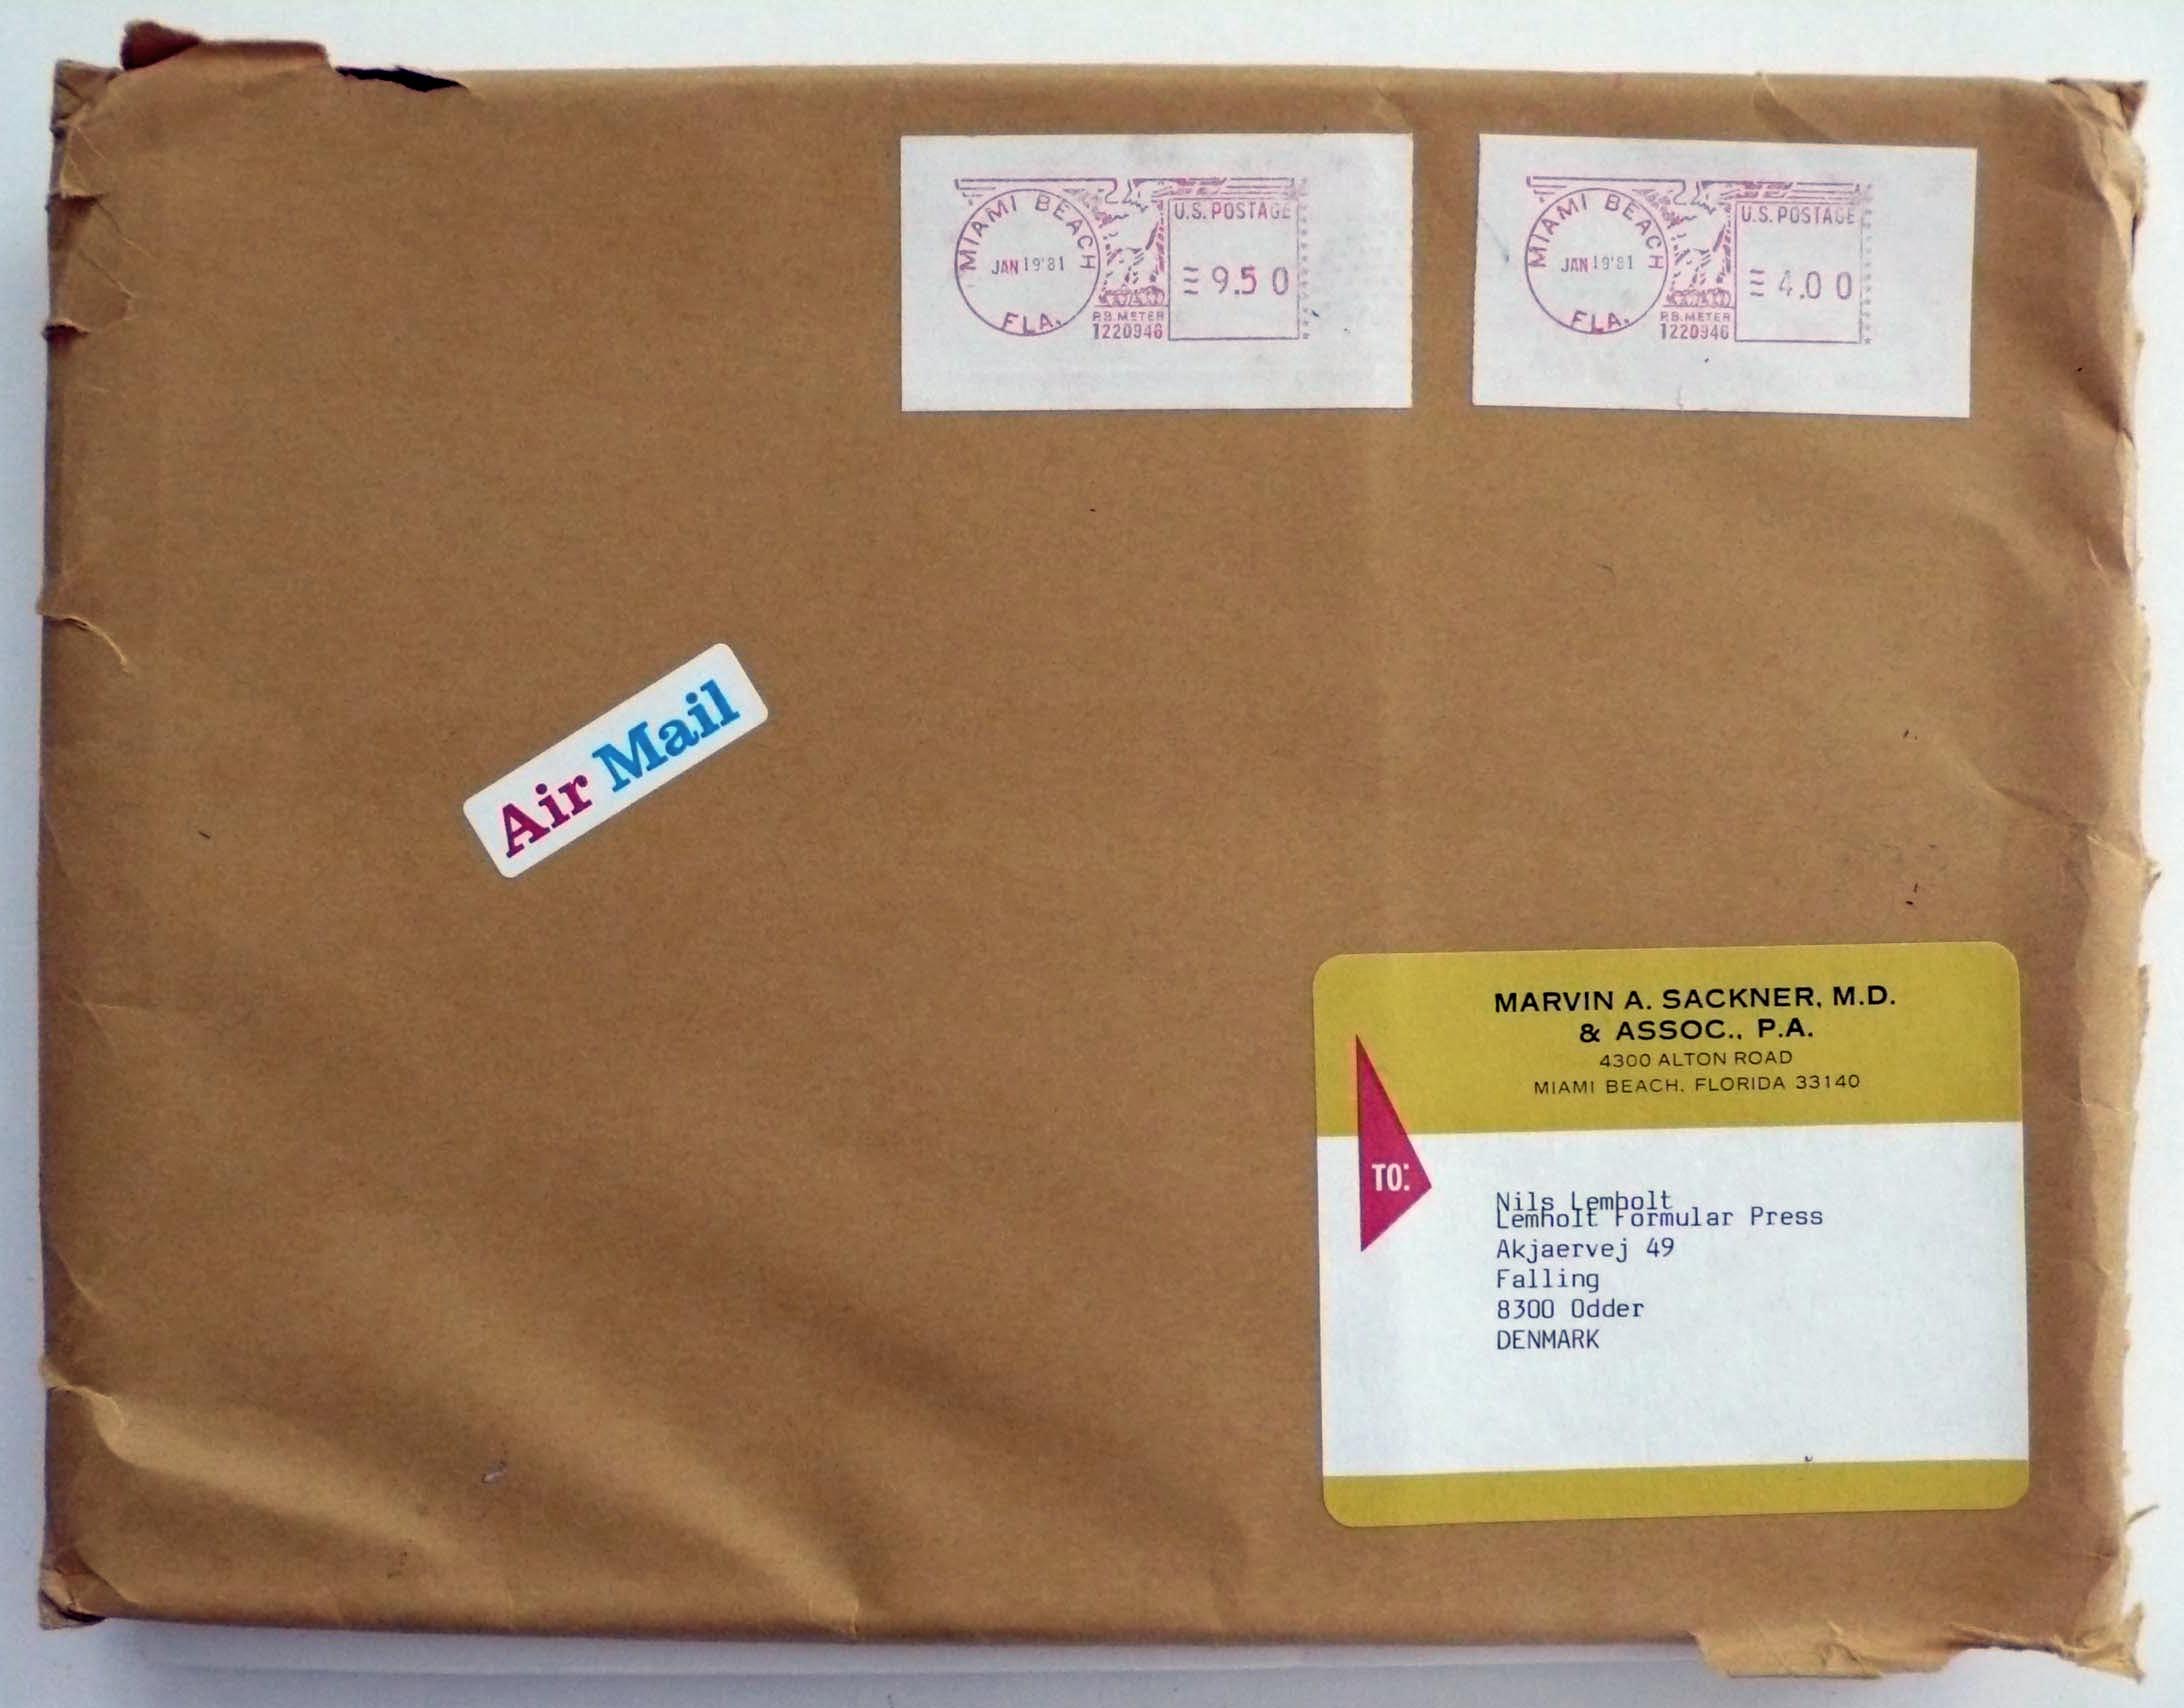 MIAMI BEACH
JAN 19'81
FLA.
P.B. METER
1220946
U.S. POSTAGE
9.50
MIAMI BEACH
JAN 19'81
FLA.
P.B. METER
1220946
U.S. POSTAGE
4.00
Air Mail
MARVIN A. SACKNER, M.D.
& ASSOC., P.A.
4300 ALTON ROAD
MIAMI BEACH, FLORIDA 33140
TO:
Nils Lembolt
Lemholt Formular Press
Akjaervej 49
Falling
8300 Odder
DENMARK